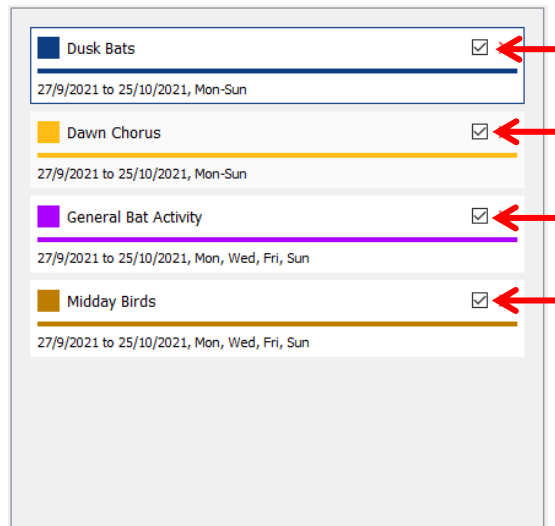 Dusk Bats
27/9/2021 to 25/10/2021, Mon-Sun
Dawn Chorus
27/9/2021 to 25/10/2021, Mon-Sun
General Bat Activity
27/9/2021 to 25/10/2021, Mon, Wed, Fri, Sun
Midday Birds
27/9/2021 to 25/10/2021, Mon, Wed, Fri, Sun